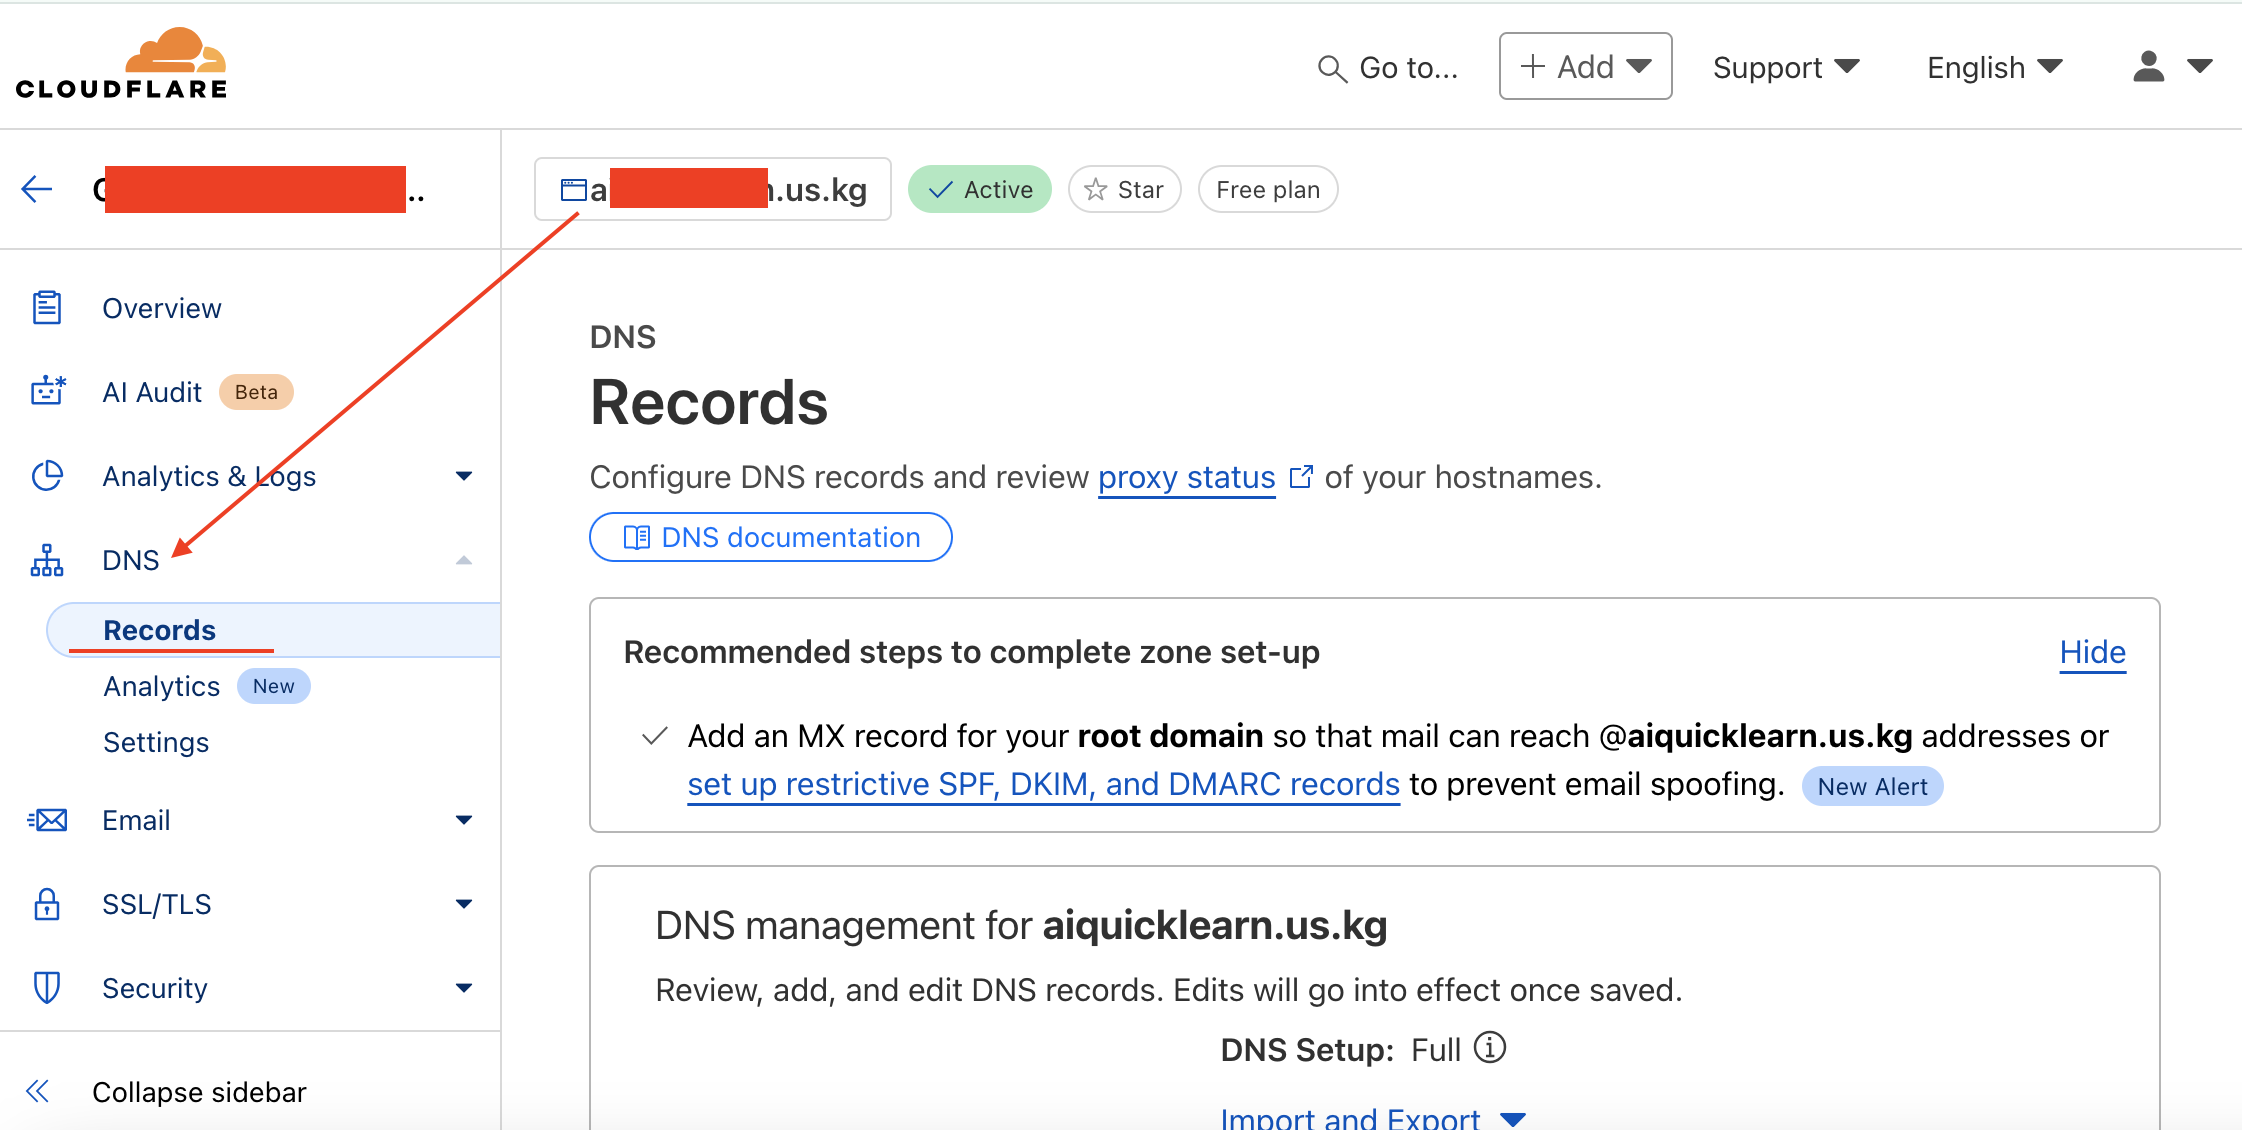 CLOUDFLARE
Go to...
Add
Support
English
..
a
.us.kg
Active
Star
Free plan
Overview
AI Audit Beta
Analytics & Logs
DNS
Records
Analytics New
Settings
Email
SSL/TLS
Security
Collapse sidebar
DNS
Records
Configure DNS records and review proxy status of your hostnames.
DNS documentation
Recommended steps to complete zone set-up
Hide
Add an MX record for your root domain so that mail can reach @aiquicklearn.us.kg addresses or
set up restrictive SPF, DKIM, and DMARC records to prevent email spoofing. New Alert
DNS management for aiquicklearn.us.kg
Review, add, and edit DNS records. Edits will go into effect once saved.
DNS Setup: Full
Import and Export